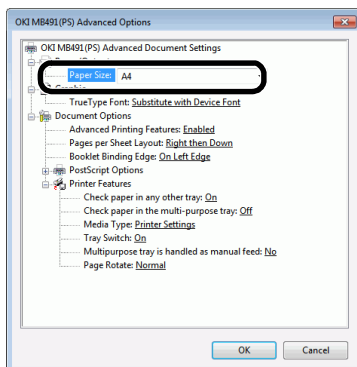 OKI MB491(PS) Advanced Options
OKI MB491(PS) Advanced Document Settings
Paper Size: A4
TrueType Font: Substitute with Device Font
Document Options
Advanced Printing Features: Enabled
Pages per Sheet Layout: Right then Down
Booklet Binding Edge: On Left Edge
PostScript Options
Printer Features
Check paper in any other tray: On
Check paper in the multi-purpose tray: Off
Media Type: Printer Settings
Tray Switch: On
Multipurpose tray is handled as manual feed: No
Page Rotate: Normal
OK Cancel